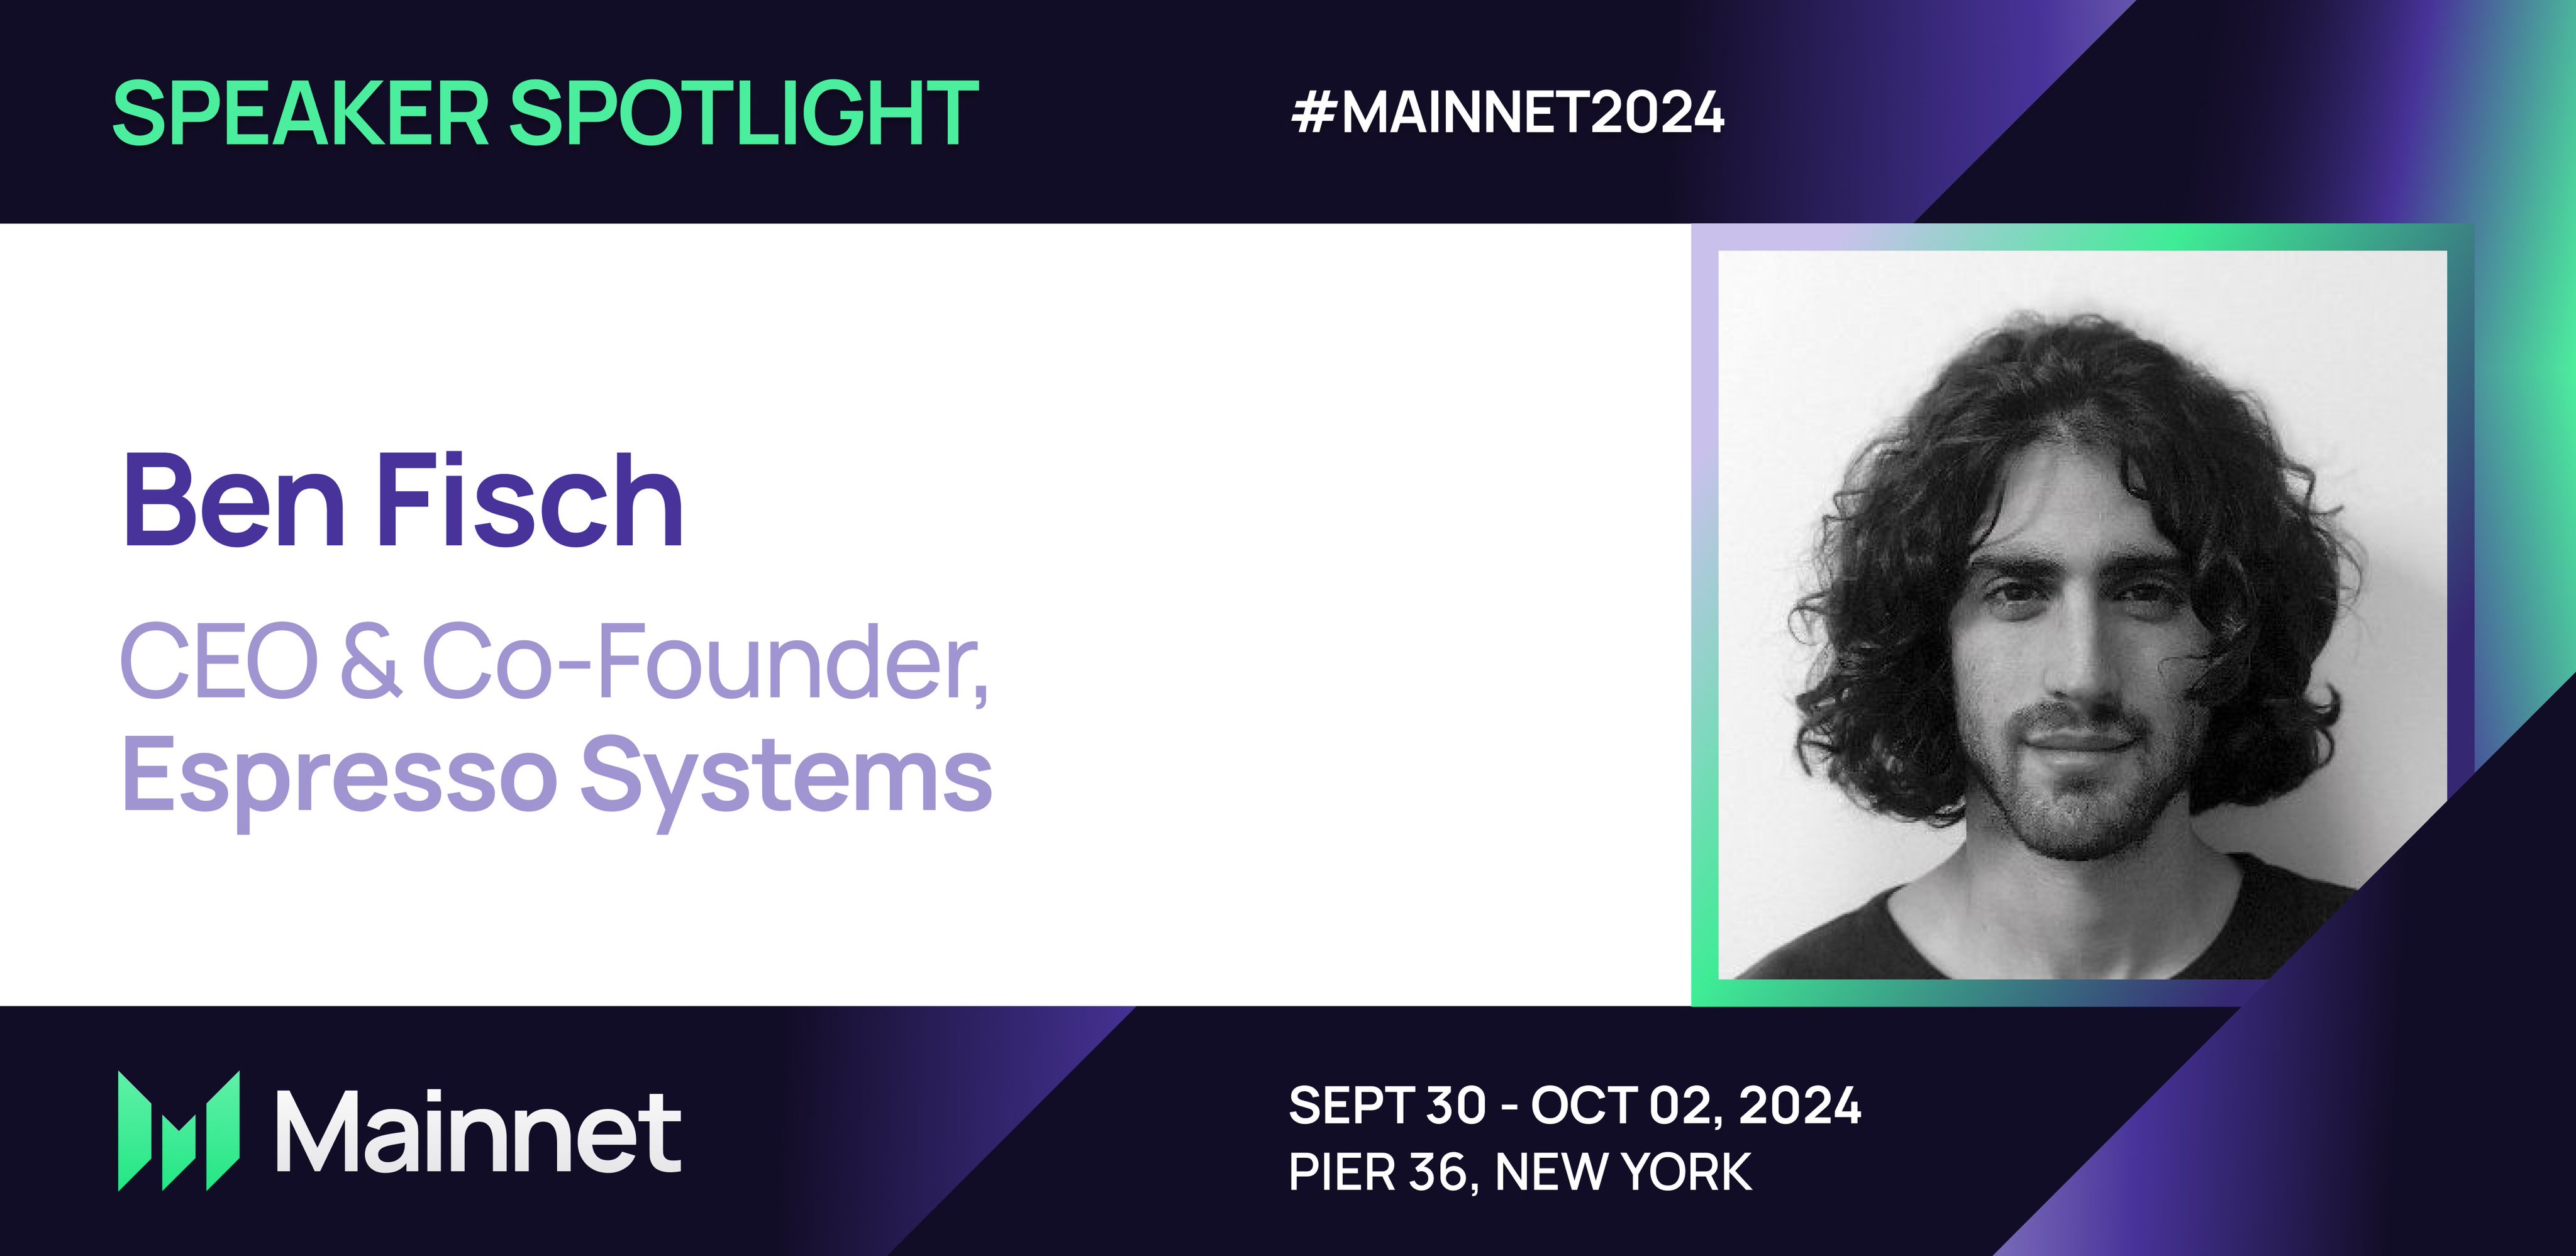 SPEAKER SPOTLIGHT
#MAINNET2024
Ben Fisch
CEO & Co-Founder,
Espresso Systems
Mainnet
SEPT 30 - OCT 02, 2024
PIER 36, NEW YORK